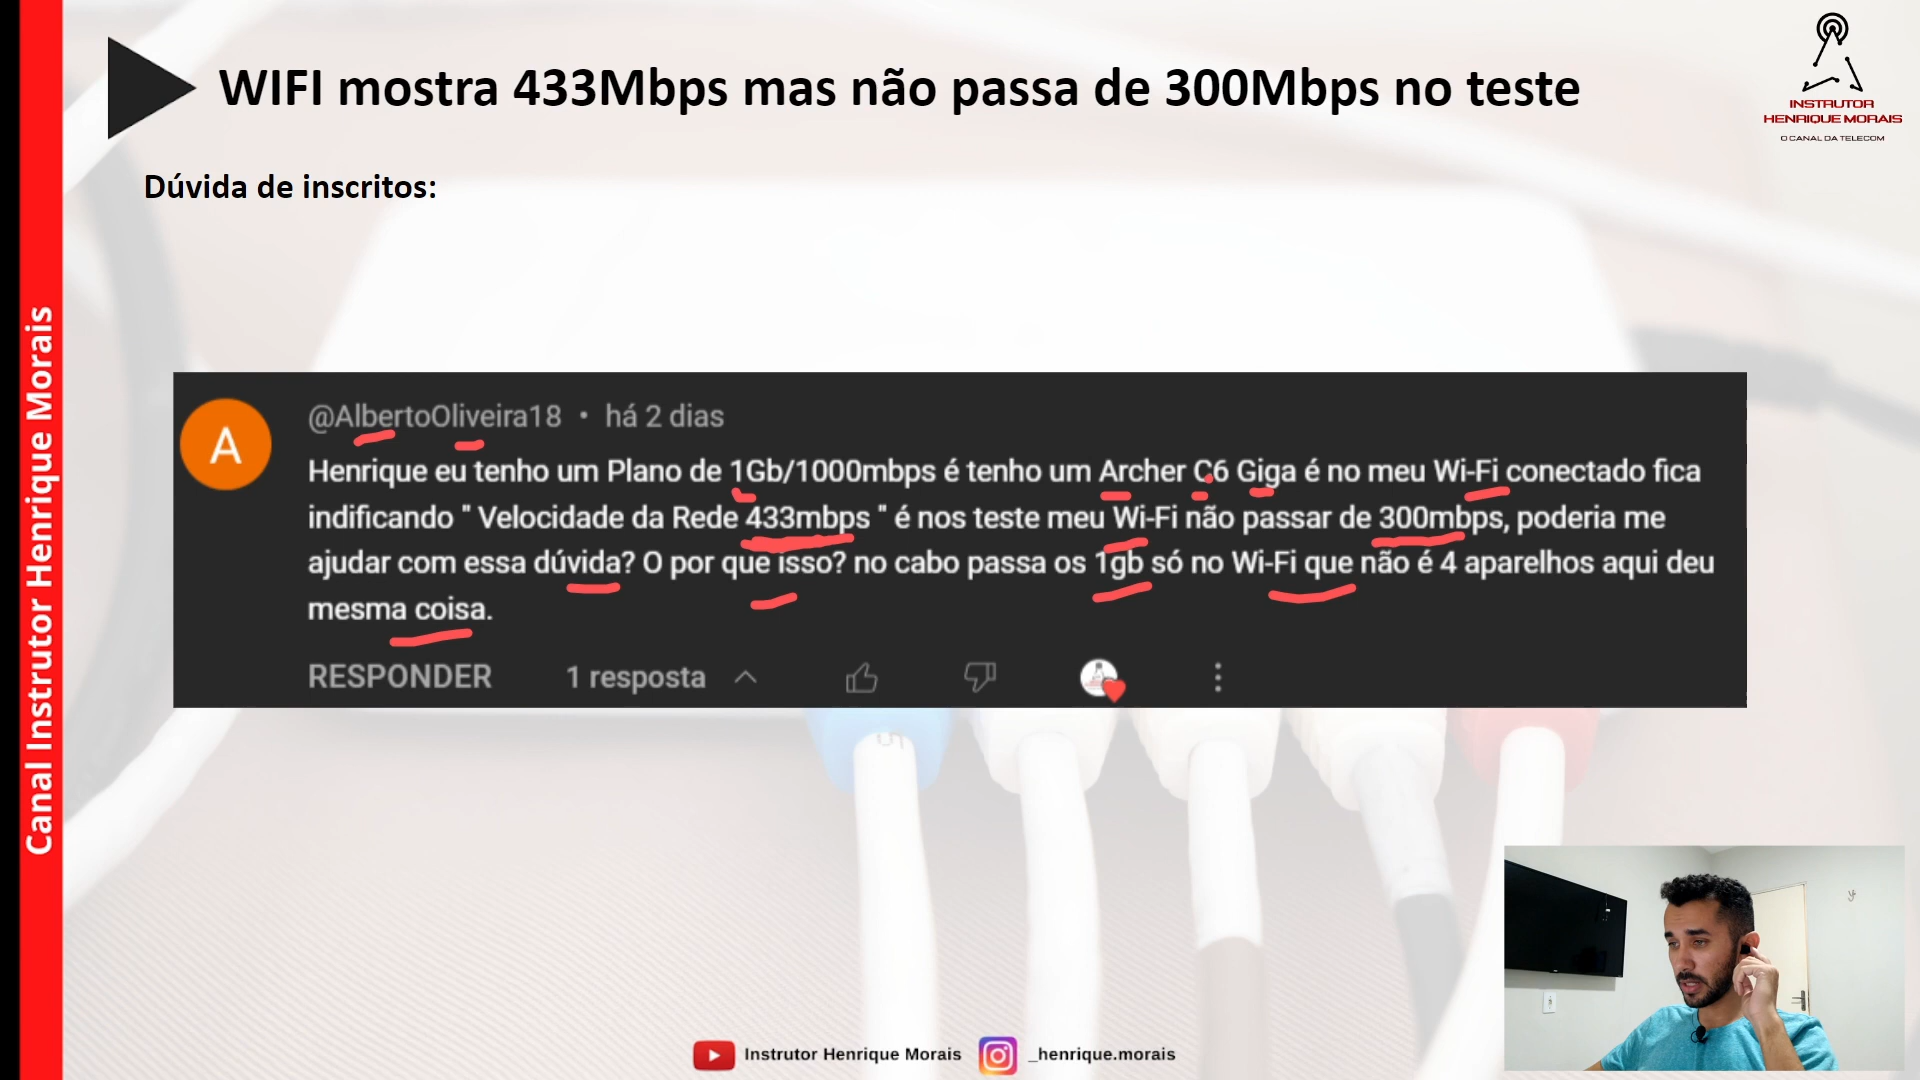 WIFI mostra 433Mbps mas não passa de 300Mbps no teste
INSTRUTOR
HENRIQUE MORAIS
O CANAL DA TELECOM
Dúvida de inscritos:
Canal Instrutor Henrique Morais
A
@AlbertoOliveira18 • há 2 dias
Henrique eu tenho um Plano de 1Gb/1000mbps é tenho um Archer C6 Giga é no meu Wi-Fi conectado fica
indificando " Velocidade da Rede 433mbps " é nos teste meu Wi-Fi não passar de 300mbps, poderia me
ajudar com essa dúvida? O por que isso? no cabo passa os 1gb só no Wi-Fi que não é 4 aparelhos aqui deu
mesma coisa.
RESPONDER 1 resposta
Instrutor Henrique Morais _henrique.morais